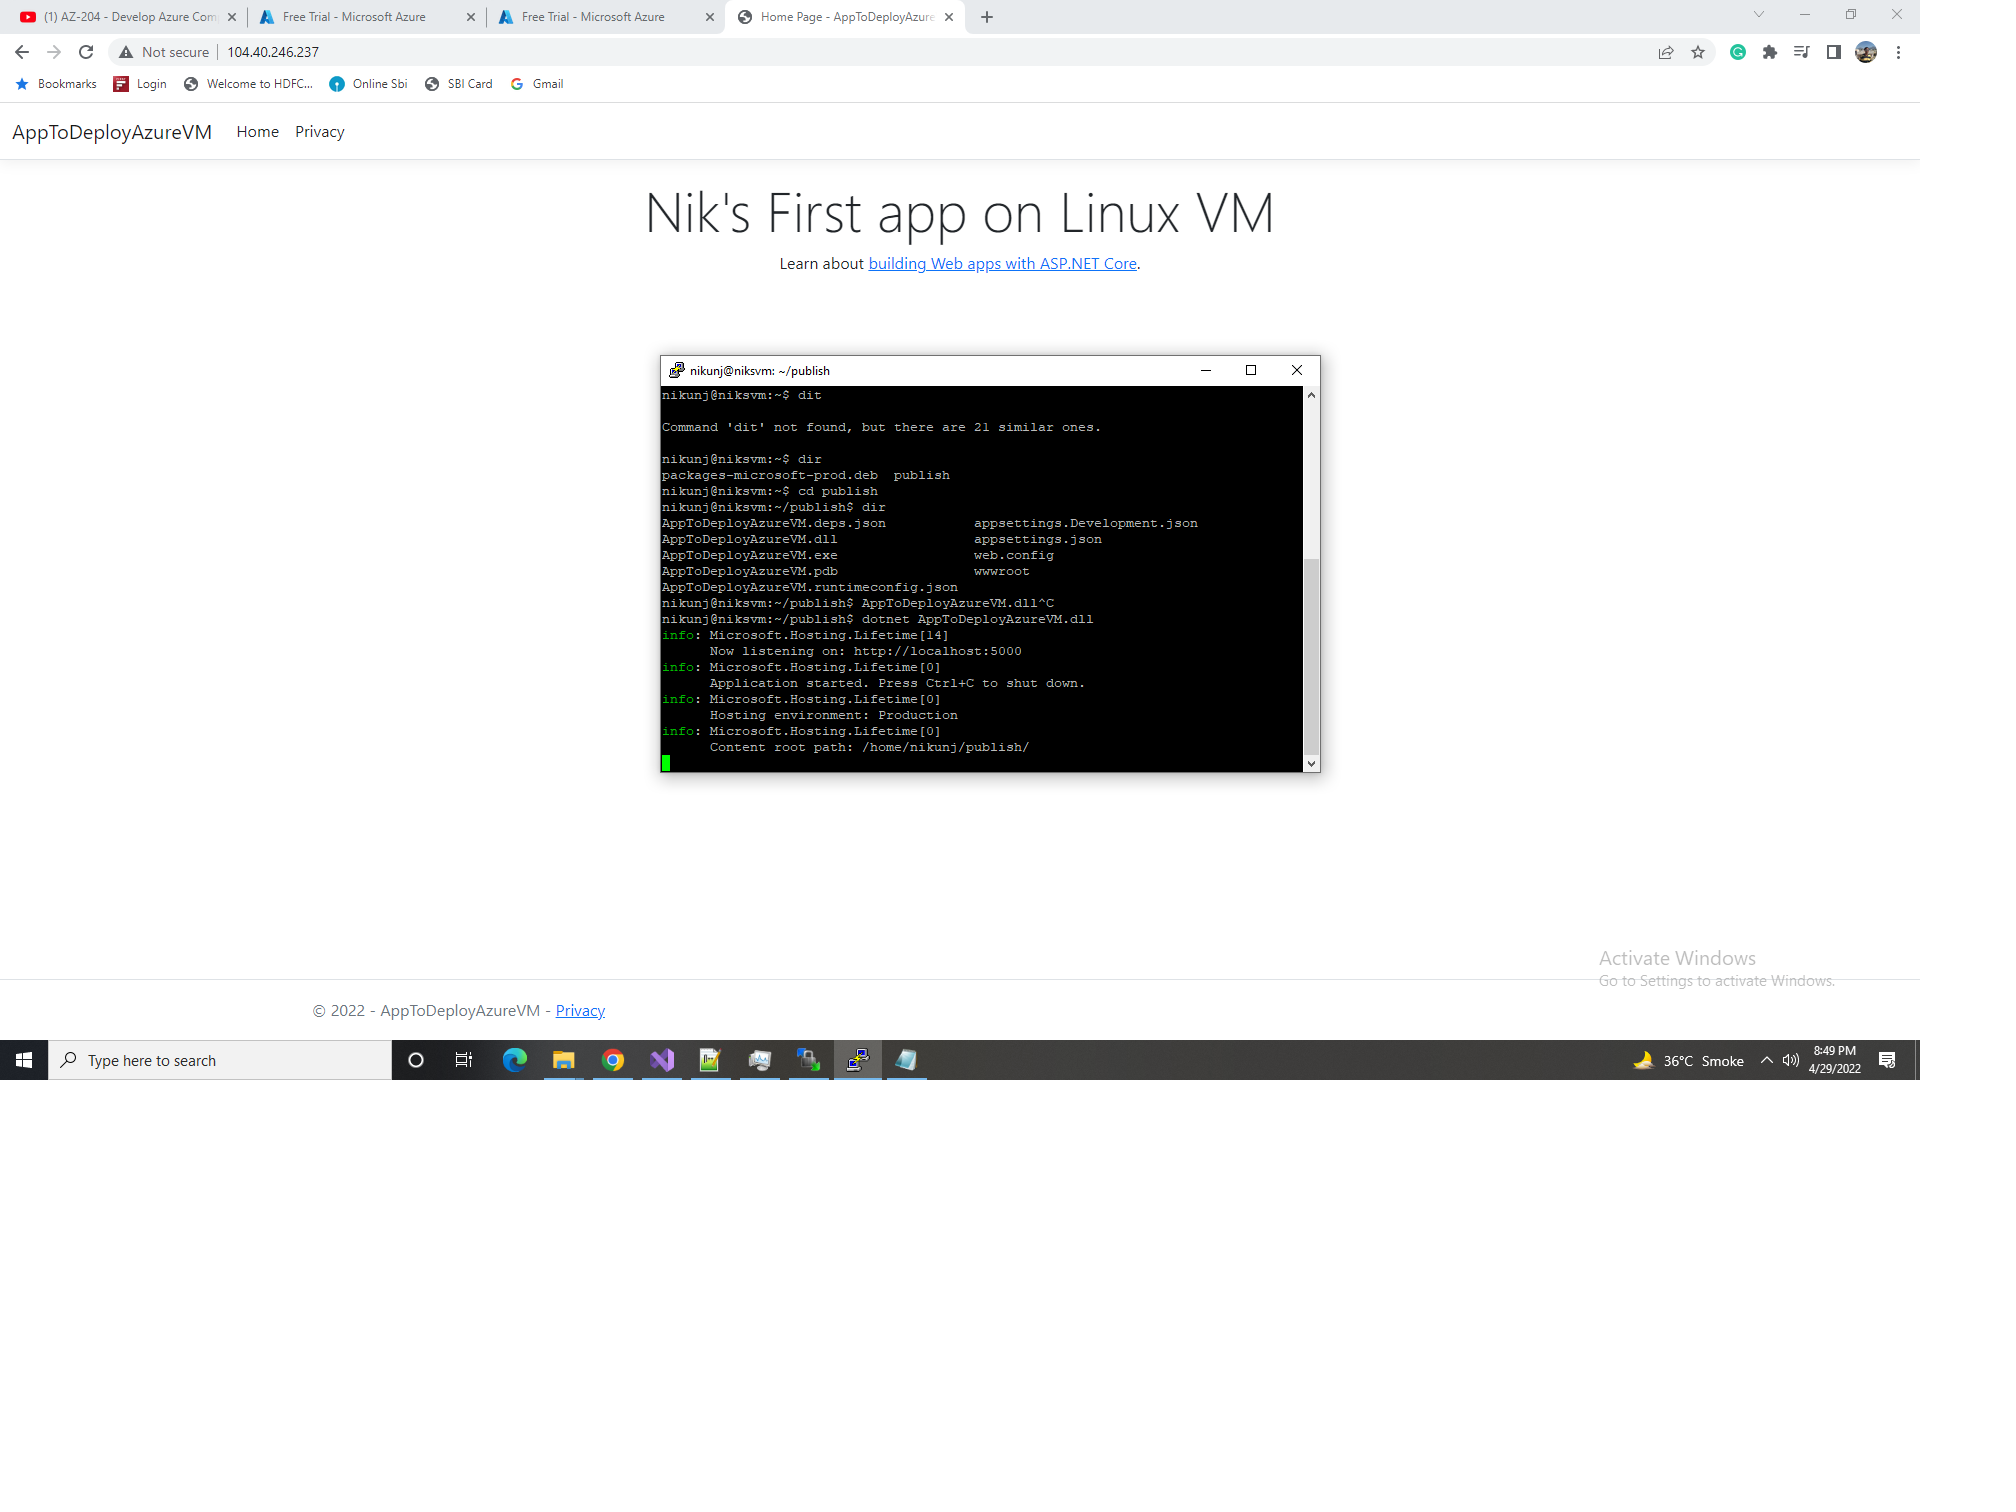 (1) AZ-204 - Develop Azure Com
Free Trial - Microsoft Azure
Free Trial - Microsoft Azure
Home Page - AppToDeployAzure
Not secure
104.40.246.237
Bookmarks
Login
Welcome to HDFC...
Online Sbi
SBI Card
Gmail
AppToDeployAzureVM Home Privacy
Nik's First app on Linux VM
Learn about building Web apps with ASP.NET Core.
nikunj@niksvm: ~/publish
nikunj@niksvm:~$ dit
Command 'dit' not found, but there are 21 similar ones.
nikunj@niksvm:~$ dir
packages-microsoft-prod.deb  publish
nikunj@niksvm:~$ cd publish
nikunj@niksvm:~/publish$ dir
AppToDeployAzureVM.deps.json           appsettings.Development.json
AppToDeployAzureVM.dll                 appsettings.json
AppToDeployAzureVM.exe                 web.config
AppToDeployAzureVM.pdb                 wwwroot
AppToDeployAzureVM.runtimeconfig.json
nikunj@niksvm:~/publish$ AppToDeployAzureVM.dll^C
nikunj@niksvm:~/publish$ dotnet AppToDeployAzureVM.dll
info: Microsoft.Hosting.Lifetime[14]
      Now listening on: http://localhost:5000
info: Microsoft.Hosting.Lifetime[0]
      Application started. Press Ctrl+C to shut down.
info: Microsoft.Hosting.Lifetime[0]
      Hosting environment: Production
info: Microsoft.Hosting.Lifetime[0]
      Content root path: /home/nikunj/publish/
Activate Windows
Go to Settings to activate Windows.
© 2022 - AppToDeployAzureVM - Privacy
Type here to search
36°C Smoke
8:49 PM
4/29/2022